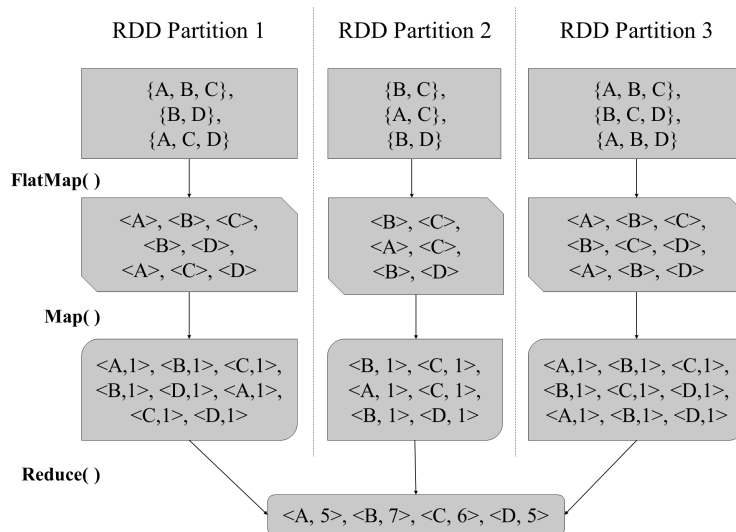 RDD Partition 1
RDD Partition 2
RDD Partition 3
{A, B, C},
{B, D},
{A, C, D}
{B, C},
{A, C},
{B, D}
{A, B, C},
{B, C, D},
{A, B, D}
FlatMap( )
<A>, <B>, <C>,
<B>, <D>,
<A>, <C>, <D>
<B>, <C>,
<A>, <C>,
<B>, <D>
<A>, <B>, <C>,
<B>, <C>, <D>,
<A>, <B>, <D>
Map( )
<A,1>, <B,1>, <C,1>,
<B,1>, <D,1>, <A,1>,
<C,1>, <D,1>
<B, 1>, <C, 1>,
<A, 1>, <C, 1>,
<B, 1>, <D, 1>
<A,1>, <B,1>, <C,1>,
<B,1>, <C,1>, <D,1>,
<A,1>, <B,1>, <D,1>
Reduce( )
<A, 5>, <B, 7>, <C, 6>, <D, 5>